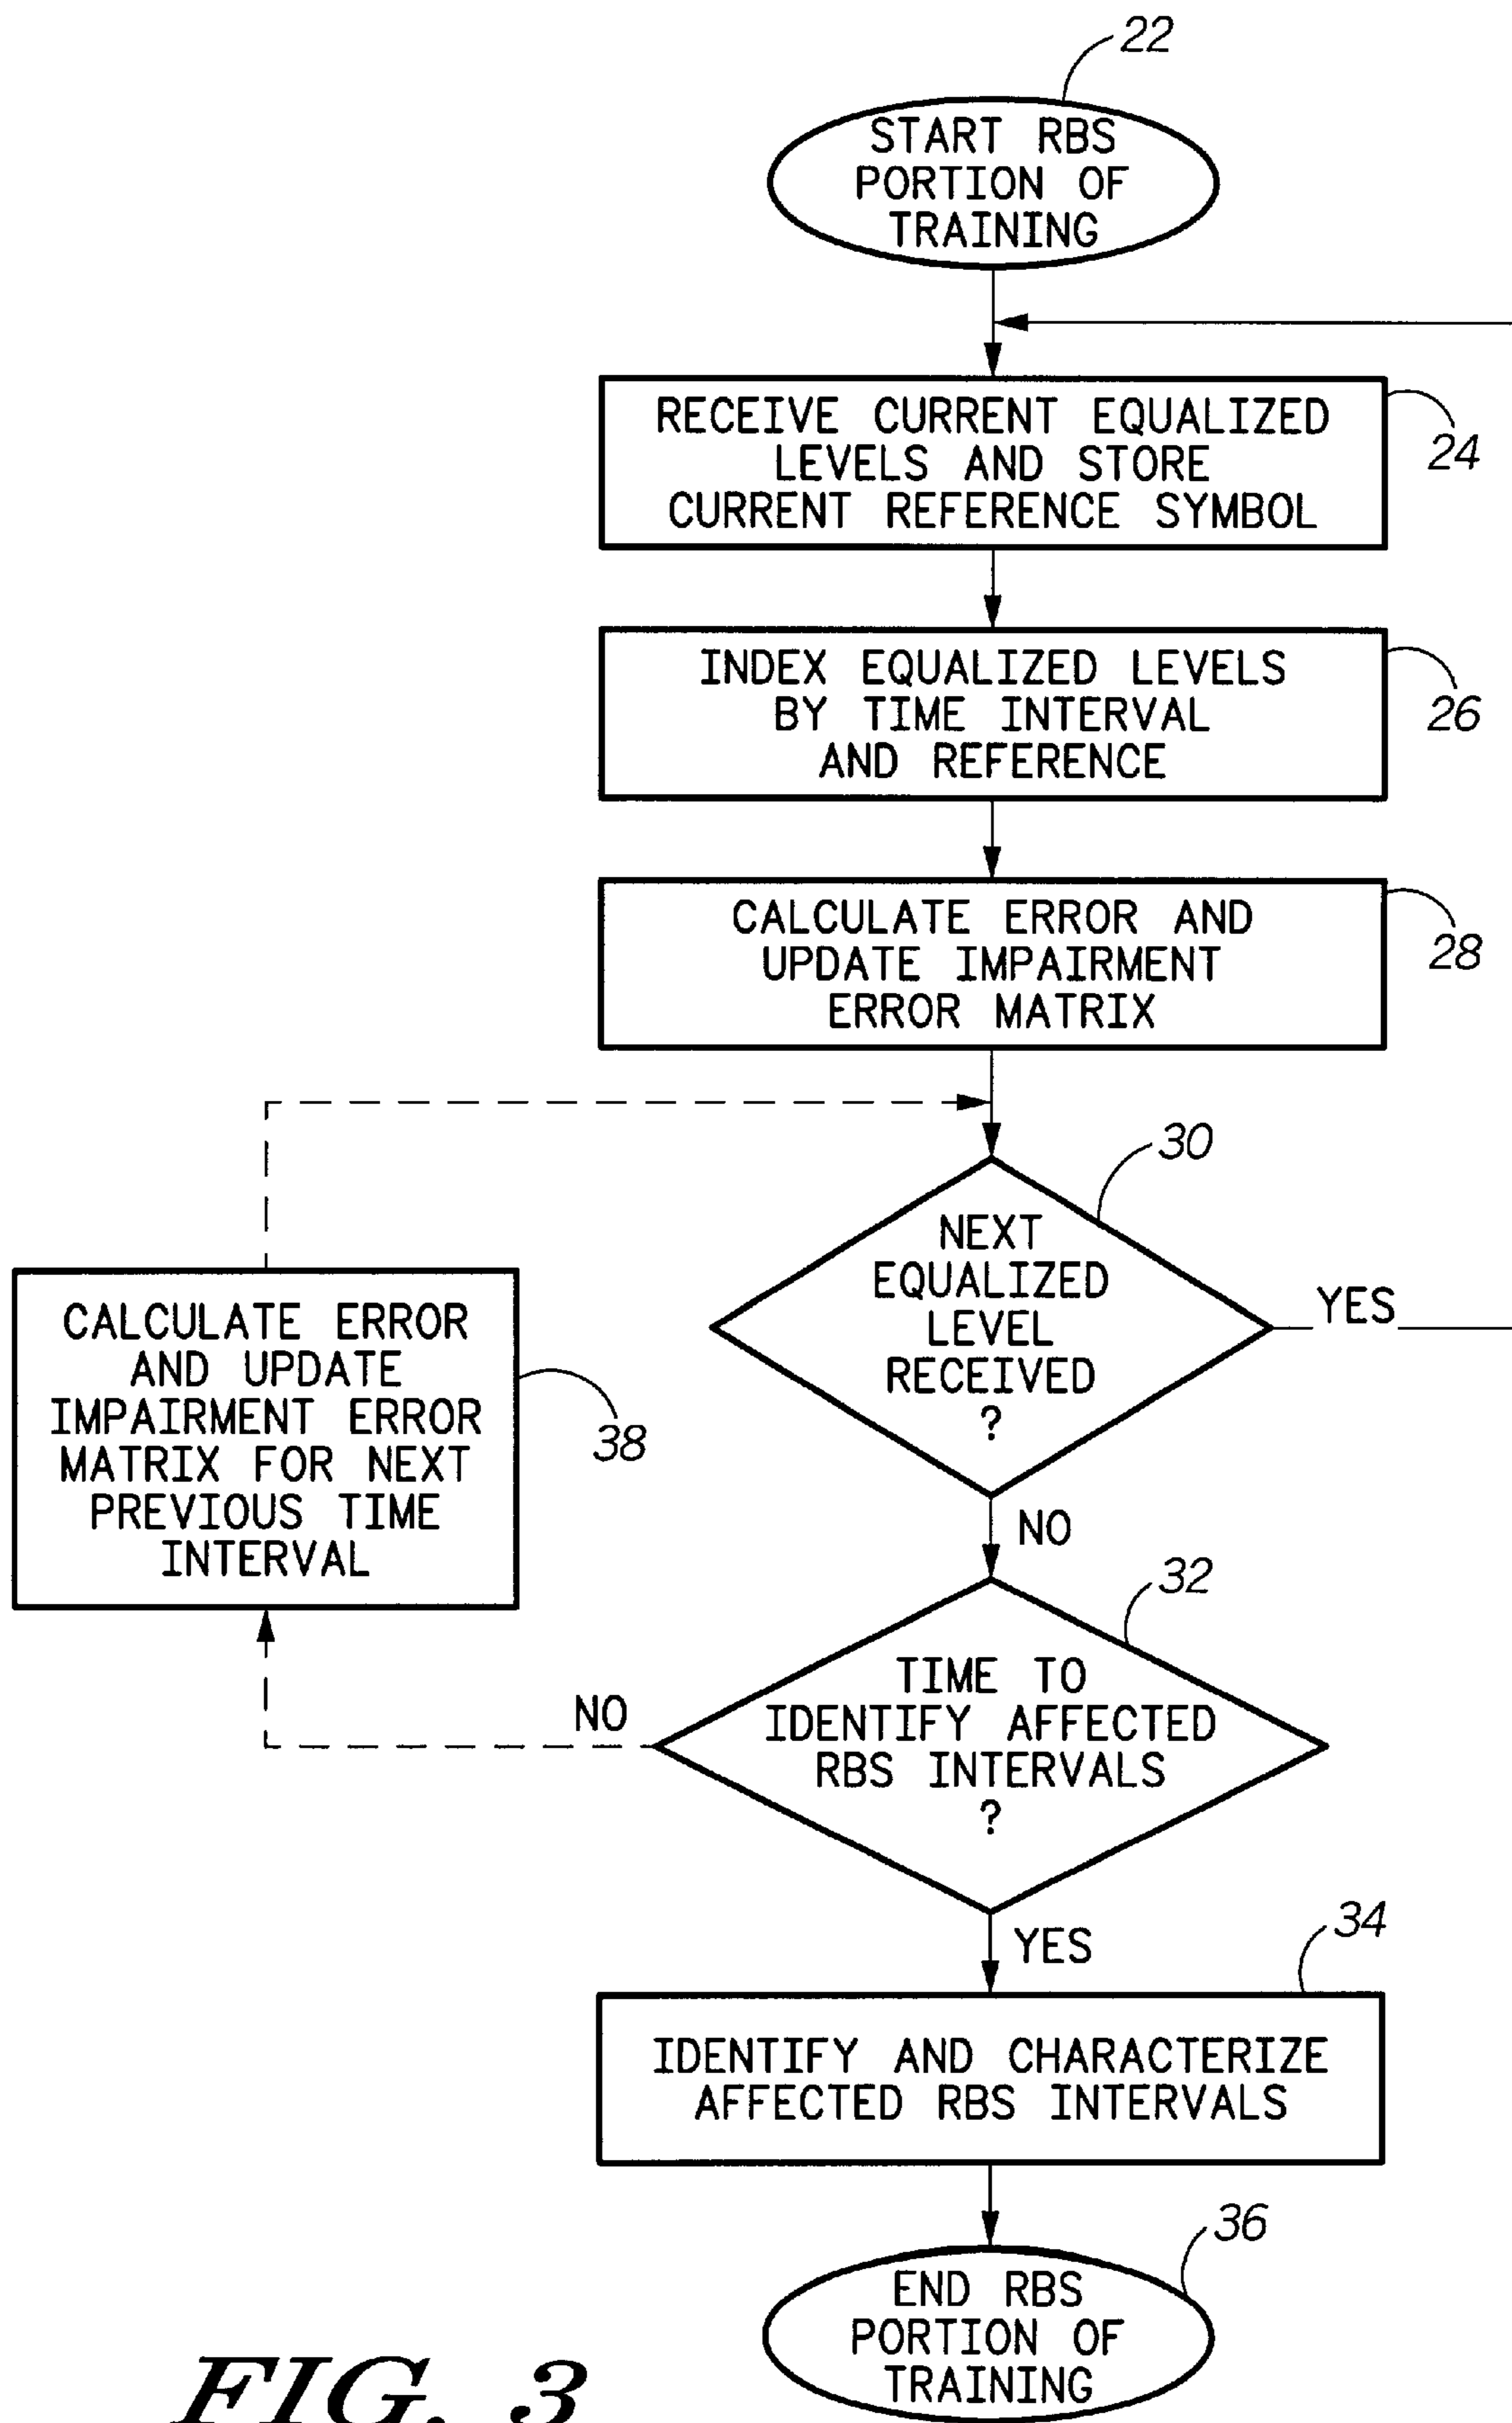 22
START RBS
PORTION OF
TRAINING
RECEIVE CURRENT EQUALIZED
LEVELS AND STORE
CURRENT REFERENCE SYMBOL
24
INDEX EQUALIZED LEVELS
BY TIME INTERVAL
AND REFERENCE
26
CALCULATE ERROR AND
UPDATE IMPAIRMENT
ERROR MATRIX
28
30
NEXT
EQUALIZED
LEVEL
RECEIVED
?
YES
CALCULATE ERROR
AND UPDATE
IMPAIRMENT ERROR
MATRIX FOR NEXT
PREVIOUS TIME
INTERVAL
38
NO
32
TIME TO
IDENTIFY AFFECTED
RBS INTERVALS
?
NO
YES
34
IDENTIFY AND CHARACTERIZE
AFFECTED RBS INTERVALS
36
END RBS
PORTION OF
TRAINING
FIG. 3